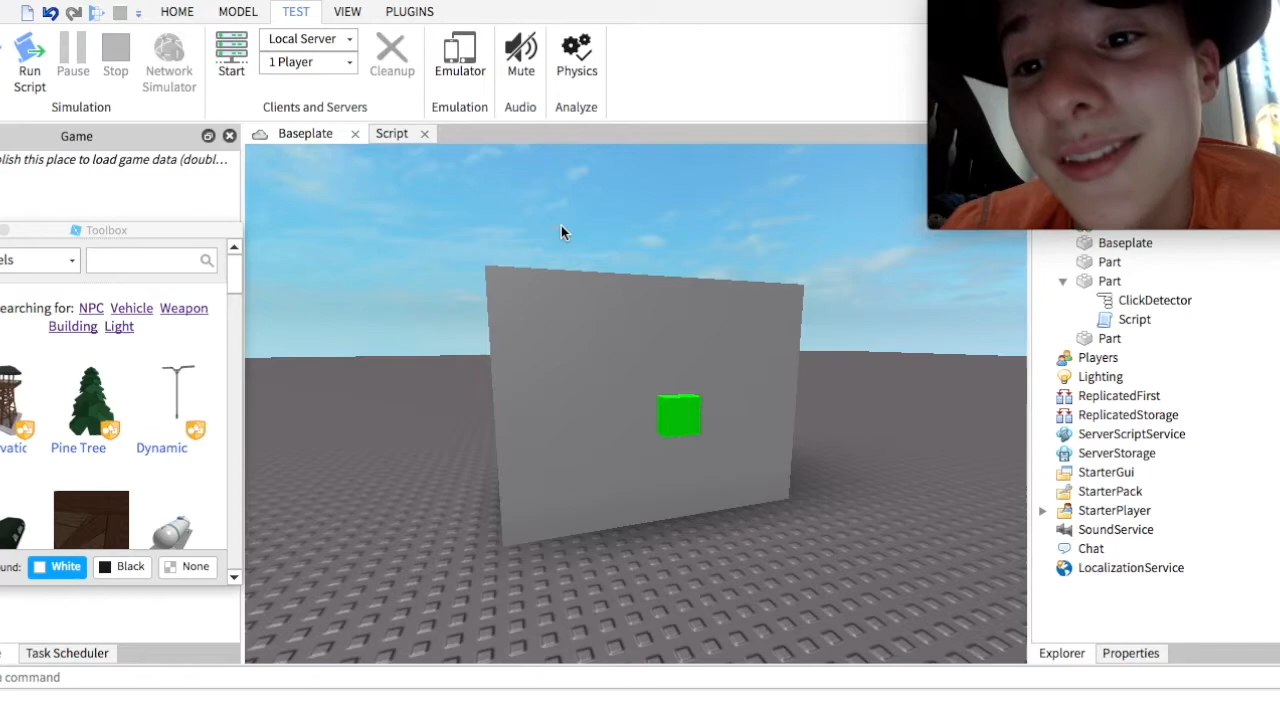 HOME MODEL TEST VIEW PLUGINS
Run Script
Pause
Stop
Network Simulator
Start
Local Server
1 Player
Cleanup
Emulator
Mute
Physics
Simulation
Clients and Servers
Emulation
Audio
Analyze
Game
Baseplate
Script
lish this place to load game data (doubl...
Toolbox
els
earching for: NPC Vehicle Weapon
Building Light
vatic Pine Tree Dynamic
und: White Black None
Task Scheduler
a command
Baseplate
Part
Part
ClickDetector
Script
Part
Players
Lighting
ReplicatedFirst
ReplicatedStorage
ServerScriptService
ServerStorage
StarterGui
StarterPack
StarterPlayer
SoundService
Chat
LocalizationService
Explorer Properties